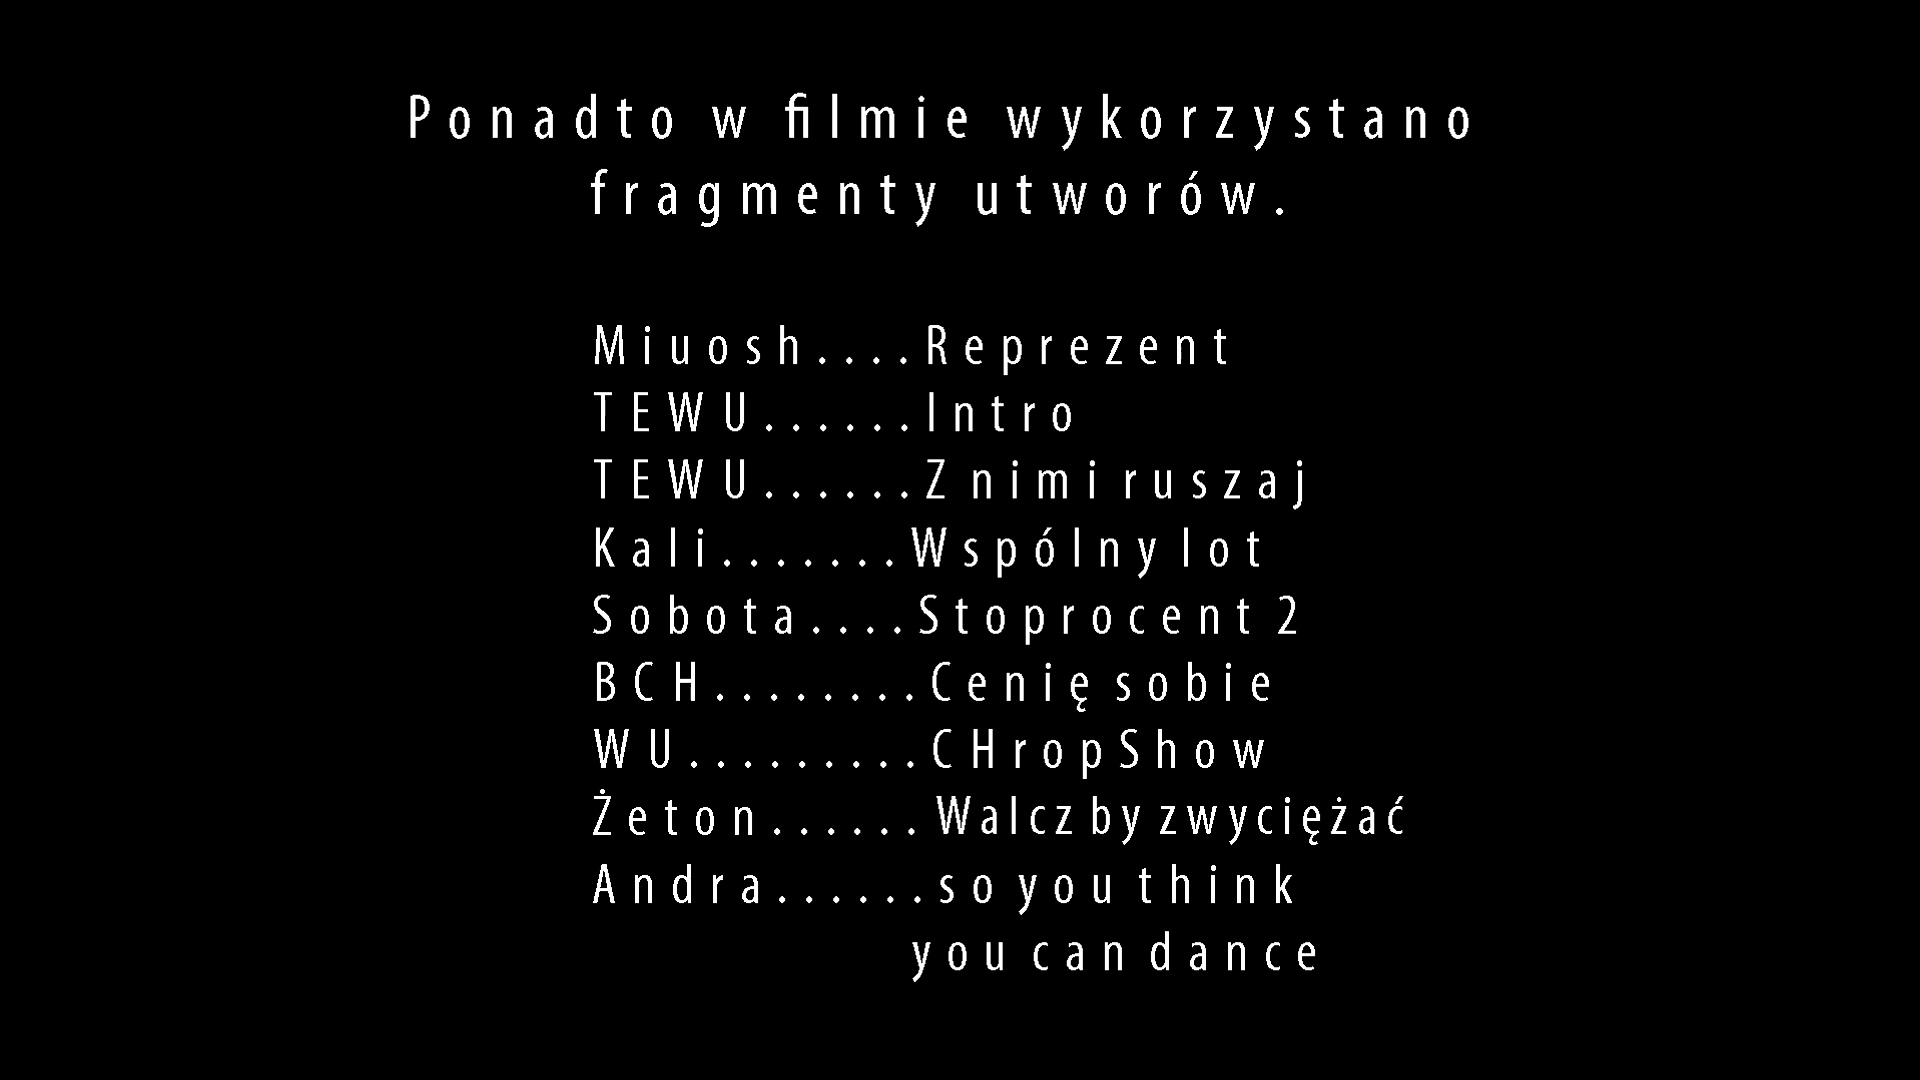 Ponadto w filmie wykorzystano
fragmenty utworów.
Miuosh....Reprezent
TEWU......Intro
TEWU......Z nimi ruszaj
Kali.......Wspólny lot
Sobota....Stoprocent 2
BCH........Cenię sobie
WU.........CHropShow
Żeton......Walcz by zwyciężać
Andra......so you think
you can dance